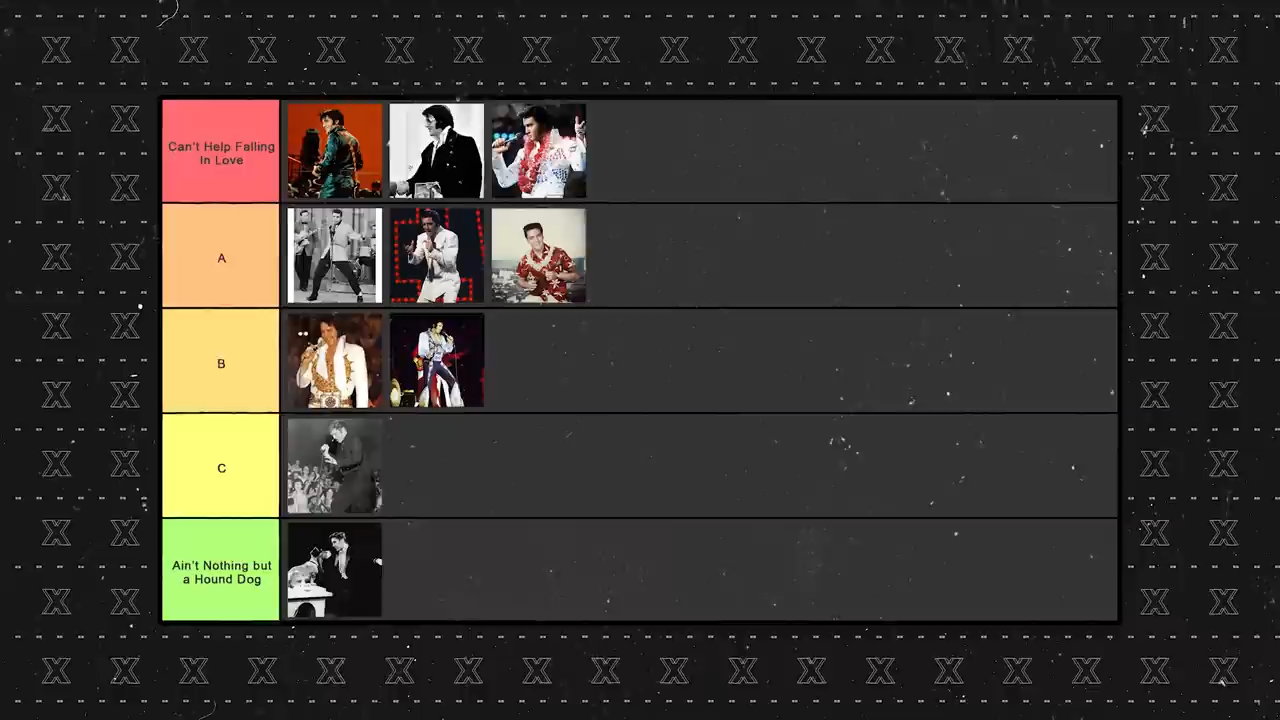 Can't Help Falling
In Love
A
B
C
Ain't Nothing but
a Hound Dog